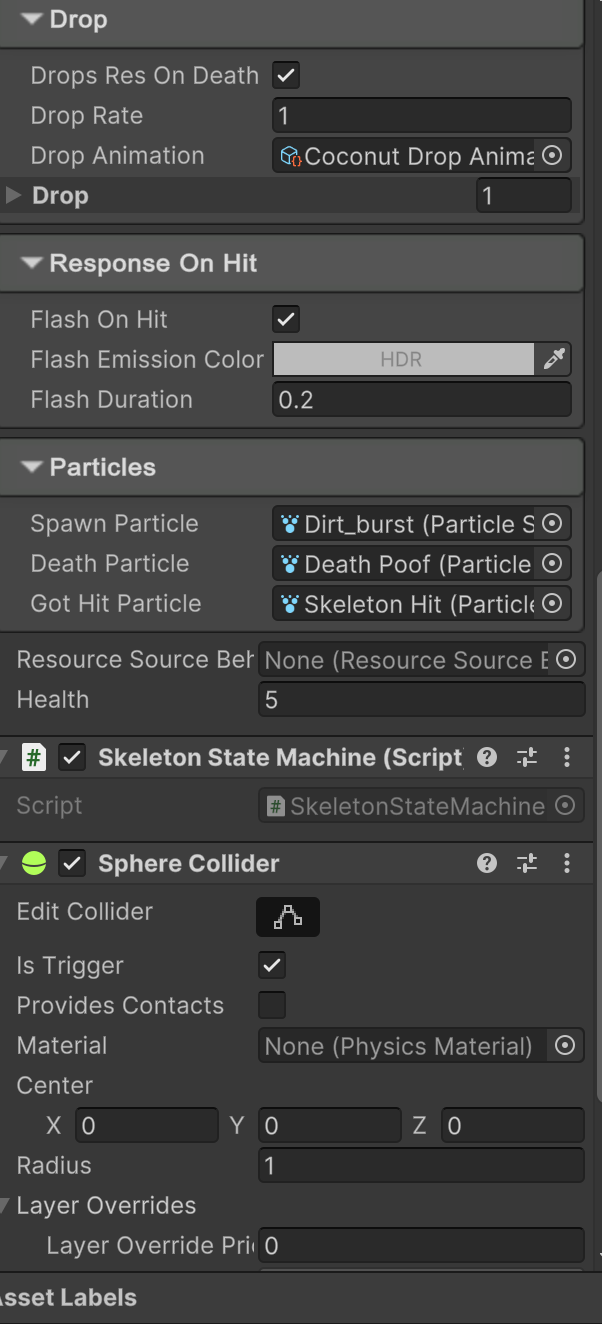 Drop
Drops Res On Death
Drop Rate 1
Drop Animation Coconut Drop Anima
Drop 1
Response On Hit
Flash On Hit
Flash Emission Color HDR
Flash Duration 0.2
Particles
Spawn Particle Dirt_burst (Particle S
Death Particle Death Poof (Particle
Got Hit Particle Skeleton Hit (Particle
Resource Source Beh None (Resource Source B
Health 5
# Skeleton State Machine (Script)
Script # SkeletonStateMachine
Sphere Collider
Edit Collider
Is Trigger
Provides Contacts
Material None (Physics Material)
Center
X 0 Y 0 Z 0
Radius 1
Layer Overrides
Layer Override Pri 0
Asset Labels